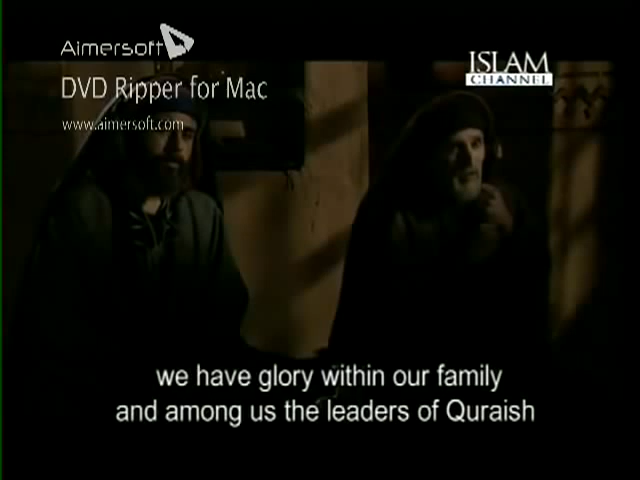 Aimersoft
DVD Ripper for Mac
www.aimersoft.com
ISLAM
CHANNEL
we have glory within our family
and among us the leaders of Quraish